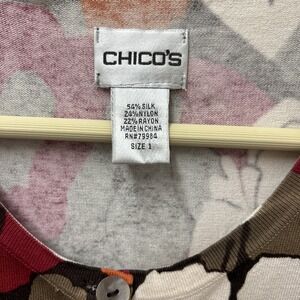 CHICO'S
54% SILK
24% NYLON
22% RAYON
MADE IN CHINA
RN# 79984
SIZE 1